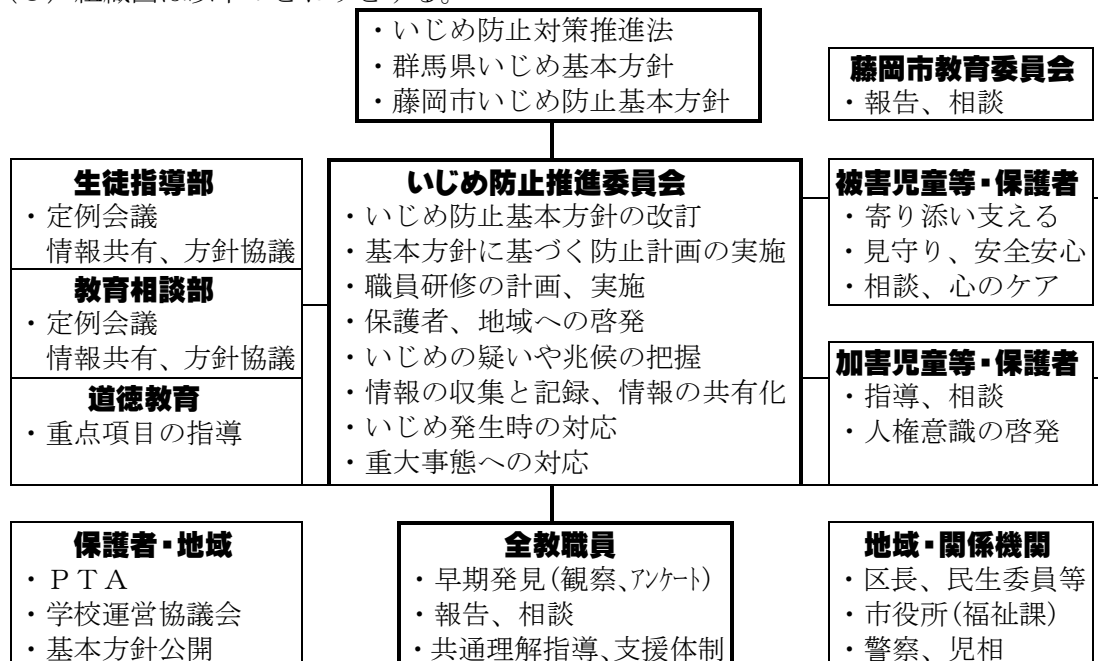 ・いじめ防止対策推進法
・群馬県いじめ基本方針
・藤岡市いじめ防止基本方針
藤岡市教育委員会
・報告、相談
生徒指導部
・定例会議
情報共有、方針協議
教育相談部
・定例会議
情報共有、方針協議
道徳教育
・重点項目の指導
いじめ防止推進委員会
・いじめ防止基本方針の改訂
・基本方針に基づく防止計画の実施
・職員研修の計画、実施
・保護者、地域への啓発
・いじめの疑いや兆候の把握
・情報の収集と記録、情報の共有化
・いじめ発生時の対応
・重大事態への対応
被害児童等・保護者
・寄り添い支える
・見守り、安全安心
・相談、心のケア
加害児童等・保護者
・指導、相談
・人権意識の啓発
保護者・地域
・ＰＴＡ
・学校運営協議会
・基本方針公開
全教職員
・早期発見(観察、アンケート)
・報告、相談
・共通理解指導、支援体制
地域・関係機関
・区長、民生委員等
・市役所(福祉課)
・警察、児相